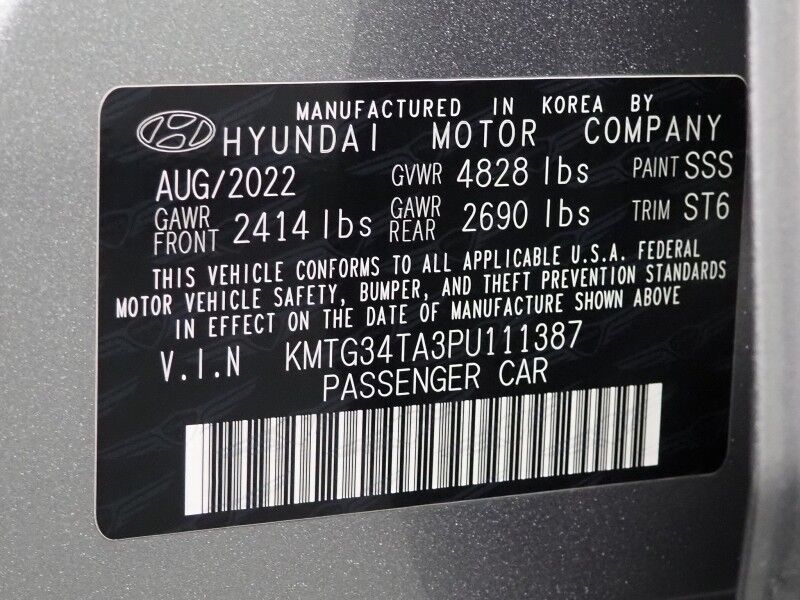 MANUFACTURED IN KOREA BY
HYUNDAI MOTOR COMPANY
AUG/2022 GVWR 4828 lbs PAINT SSS
GAWR FRONT 2414 lbs GAWR REAR 2690 lbs TRIM ST6
THIS VEHICLE CONFORMS TO ALL APPLICABLE U.S.A. FEDERAL
MOTOR VEHICLE SAFETY, BUMPER, AND THEFT PREVENTION STANDARDS
IN EFFECT ON THE DATE OF MANUFACTURE SHOWN ABOVE
V.I.N KMTG34TA3PU111387
PASSENGER CAR